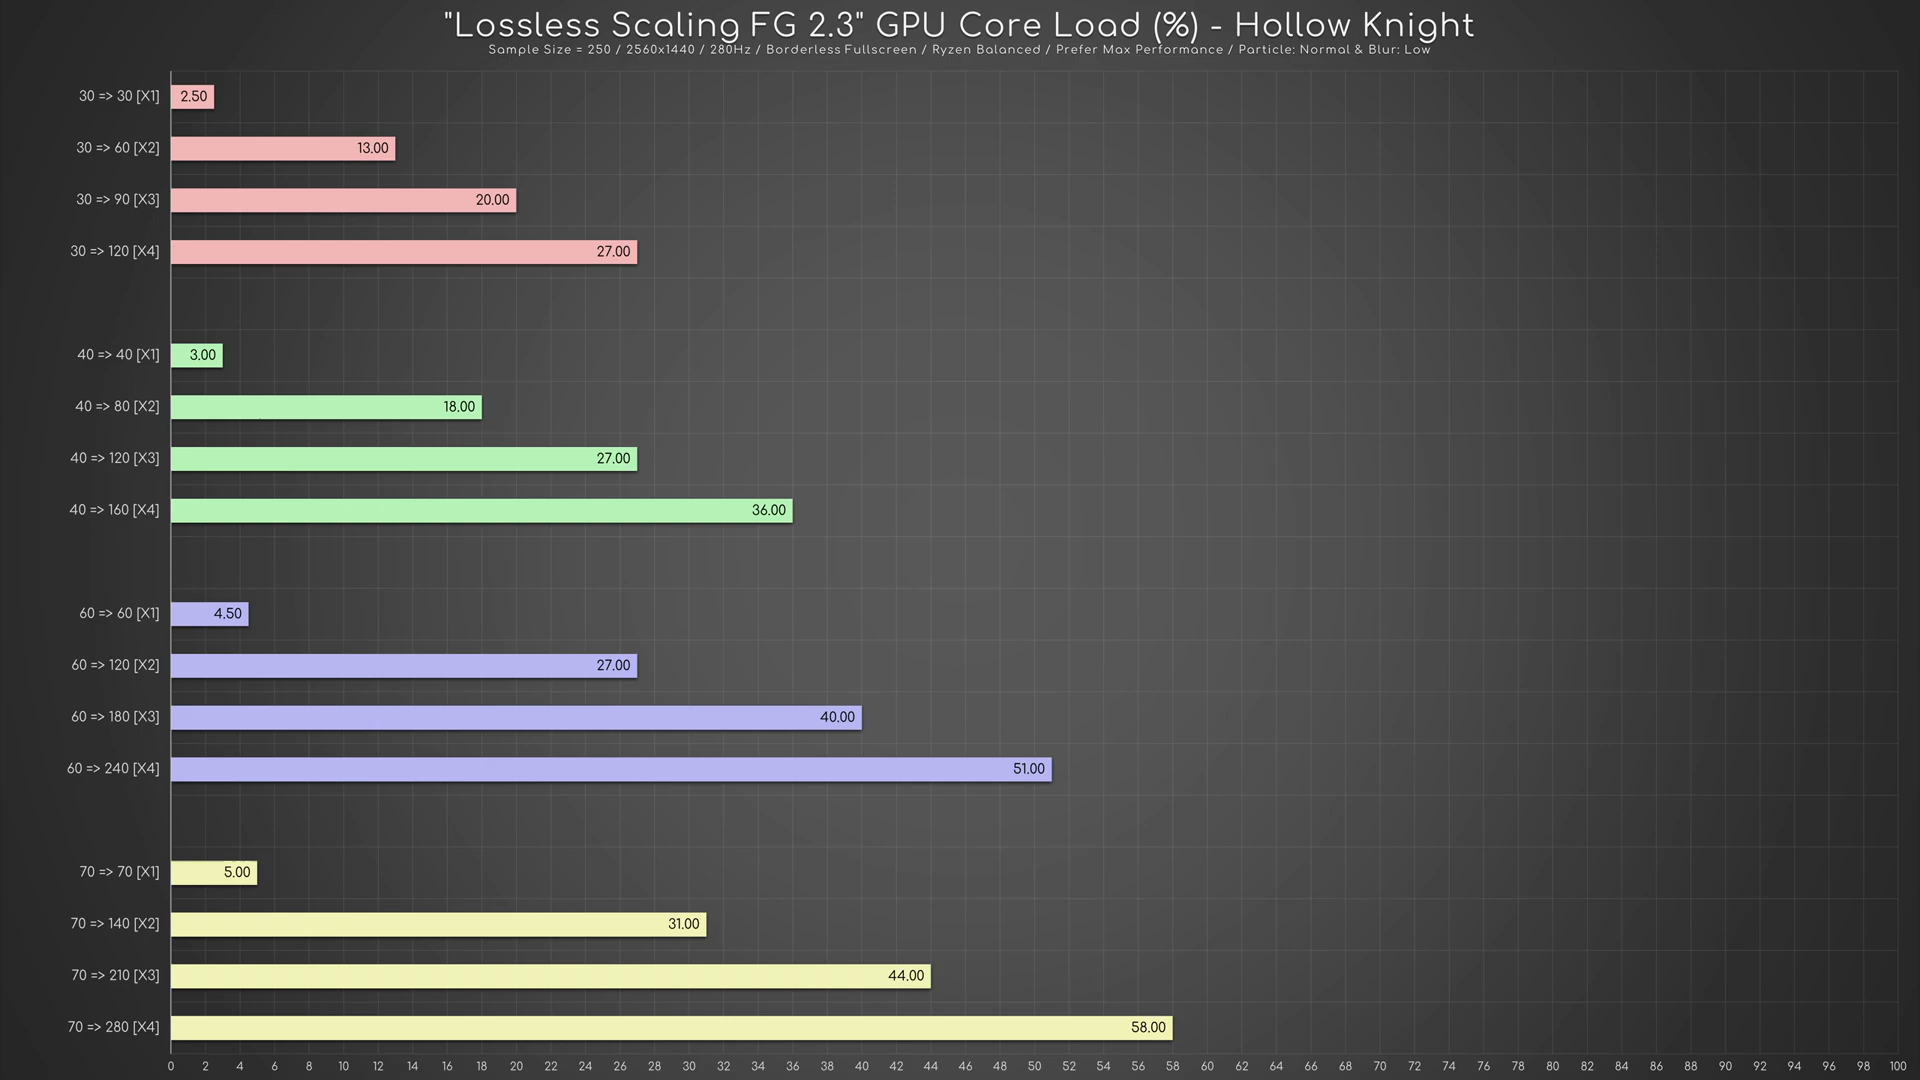 "Lossless Scaling FG 2.3" GPU Core Load (%) - Hollow Knight
Sample Size = 250 / 2560x1440 / 280Hz / Borderless Fullscreen / Ryzen Balanced / Prefer Max Performance / Particle: Normal & Blur: Low
30 => 30 [X1] 2.50
30 => 60 [X2] 13.00
30 => 90 [X3] 20.00
30 => 120 [X4] 27.00
40 => 40 [X1] 3.00
40 => 80 [X2] 18.00
40 => 120 [X3] 27.00
40 => 160 [X4] 36.00
60 => 60 [X1] 4.50
60 => 120 [X2] 27.00
60 => 180 [X3] 40.00
60 => 240 [X4] 51.00
70 => 70 [X1] 5.00
70 => 140 [X2] 31.00
70 => 210 [X3] 44.00
70 => 280 [X4] 58.00
0 2 4 6 8 10 12 14 16 18 20 22 24 26 28 30 32 34 36 38 40 42 44 46 48 50 52 54 56 58 60 62 64 66 68 70 72 74 76 78 80 82 84 86 88 90 92 94 96 98 100